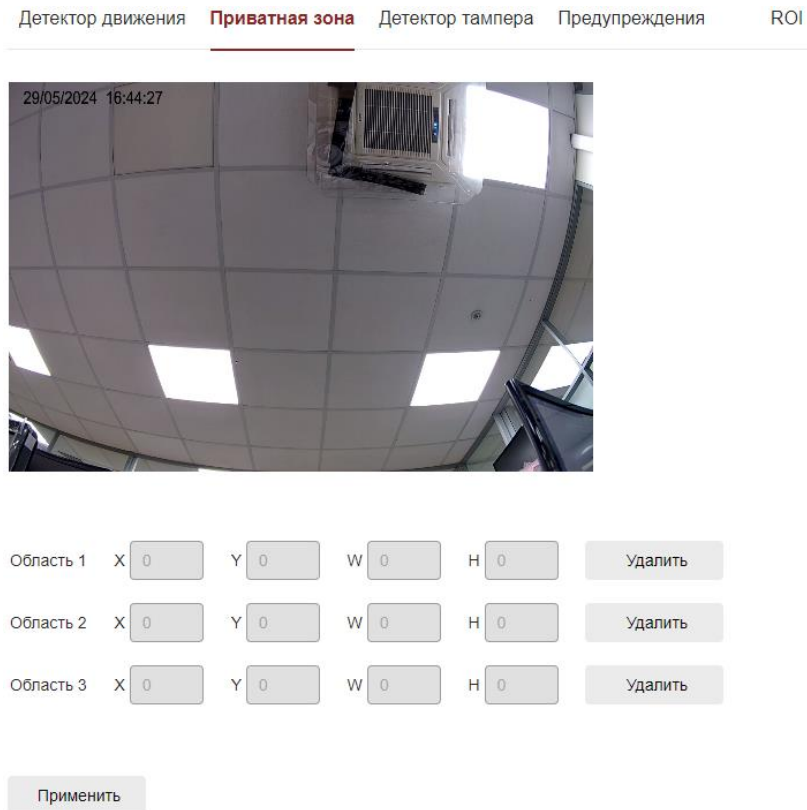 Детектор движения Приватная зона Детектор тампера Предупреждения ROI
29/05/2024 16:44:27
Область 1 X 0 Y 0 W 0 H 0 Удалить
Область 2 X 0 Y 0 W 0 H 0 Удалить
Область 3 X 0 Y 0 W 0 H 0 Удалить
Применить